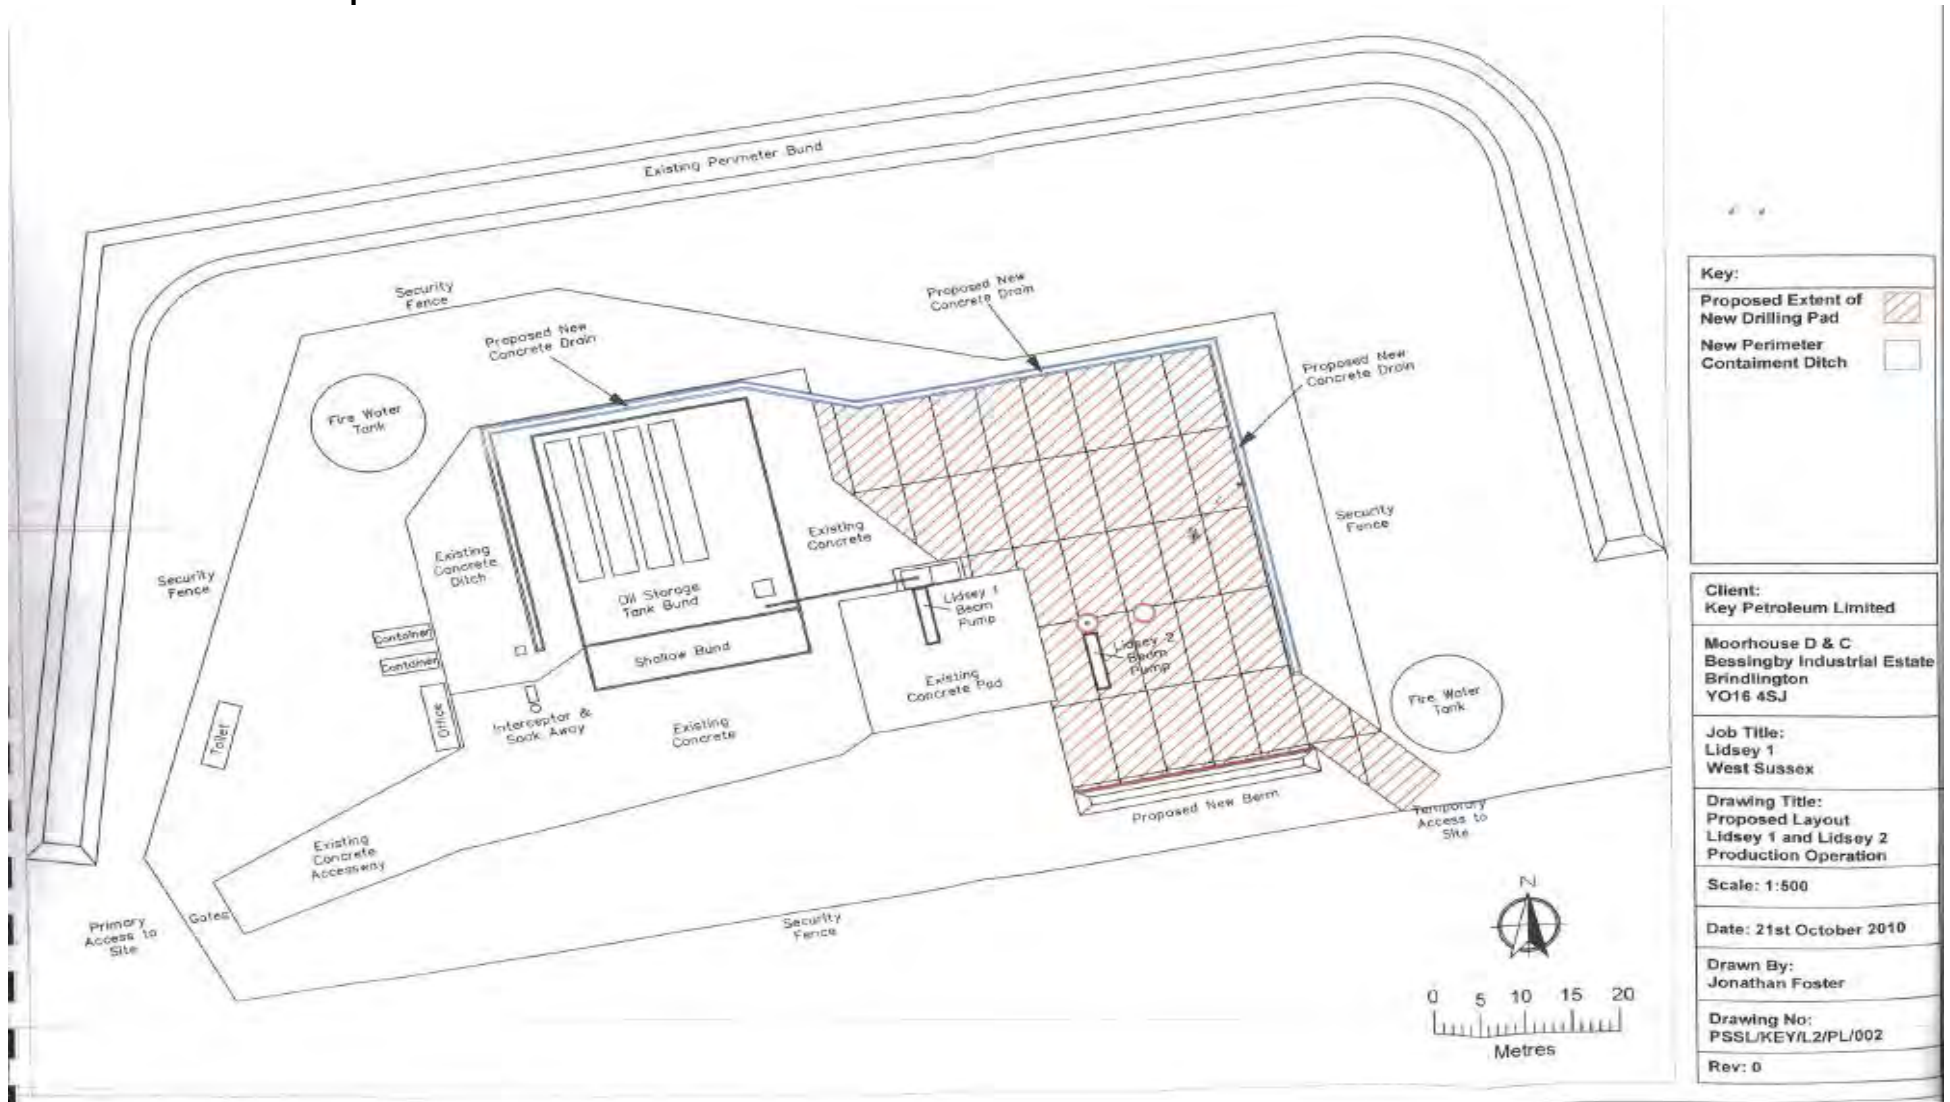 Existing Perimeter Bund
Security
Fence
Proposed New
Concrete Drain
Proposed New
Concrete Drain
Proposed New
Concrete Drain
Fire Water
Tank
Security
Fence
Existing
Concrete
Ditch
Existing
Concrete
Security
Fence
Oil Storage
Tank Bund
Lidsey 1
Beam
Pump
Container
Container
Shallow Bund
Lidsey 2
Beam
Pump
Existing
Concrete Pad
Office
Toilet
Interceptor &
Soak Away
Existing
Concrete
Fire Water
Tank
Proposed New Berm
Temporary
Access to
Site
Existing
Concrete
Accessway
Gates
Primary
Access to
Site
Security
Fence
N
0 5 10 15 20
Metres
Key:
Proposed Extent of
New Drilling Pad
New Perimeter
Contaiment Ditch
Client:
Key Petroleum Limited
Moorhouse D & C
Bessingby Industrial Estate
Brindlington
YO16 4SJ
Job Title:
Lidsey 1
West Sussex
Drawing Title:
Proposed Layout
Lidsey 1 and Lidsey 2
Production Operation
Scale: 1:500
Date: 21st October 2010
Drawn By:
Jonathan Foster
Drawing No:
PSSL/KEY/L2/PL/002
Rev: 0